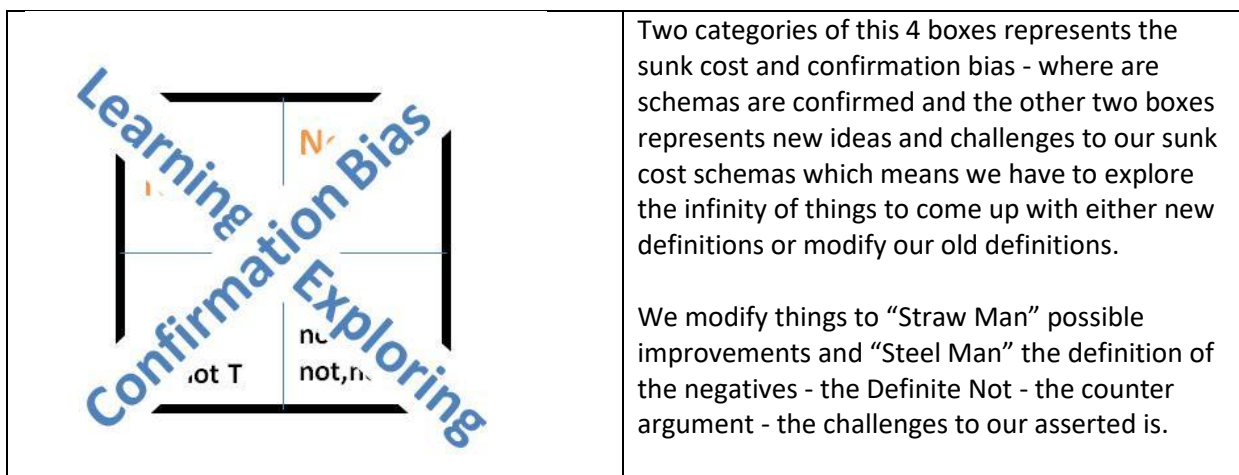 Learning
Confirmation Bias
Exploring
not,
Two categories of this 4 boxes represents the
sunk cost and confirmation bias - where are
schemas are confirmed and the other two boxes
represents new ideas and challenges to our sunk
cost schemas which means we have to explore
the infinity of things to come up with either new
definitions or modify our old definitions.
We modify things to “Straw Man” possible
improvements and “Steel Man” the definition of
the negatives - the Definite Not - the counter
argument - the challenges to our asserted is.